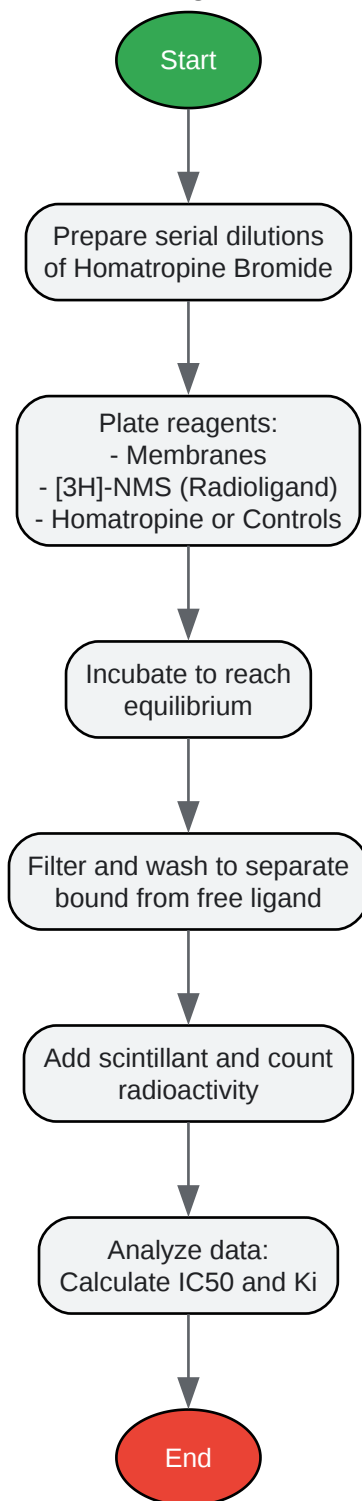 Start
Prepare serial dilutions
of Homatropine Bromide
Plate reagents:
- Membranes
- [3H]-NMS (Radioligand)
- Homatropine or Controls
Incubate to reach
equilibrium
Filter and wash to separate
bound from free ligand
Add scintillant and count
radioactivity
Analyze data:
Calculate IC50 and Ki
End